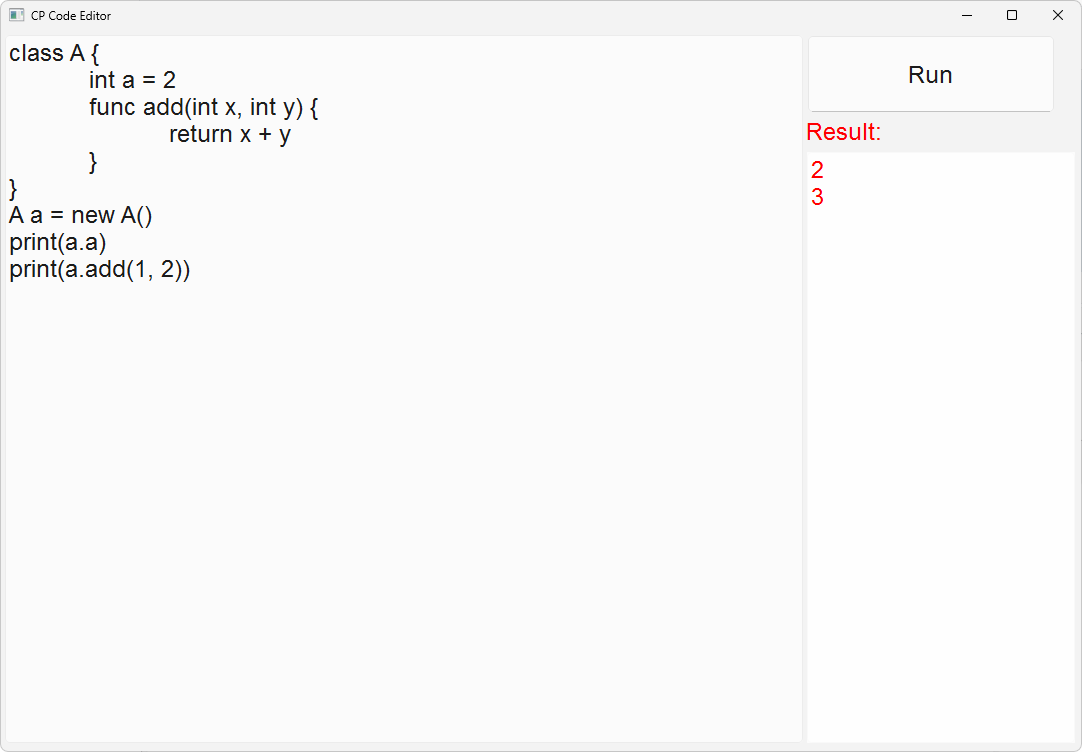 CP Code Editor
class A {
int a = 2
func add(int x, int y) {
return x + y
}
}
A a = new A()
print(a.a)
print(a.add(1, 2))
Run
Result:
2
3